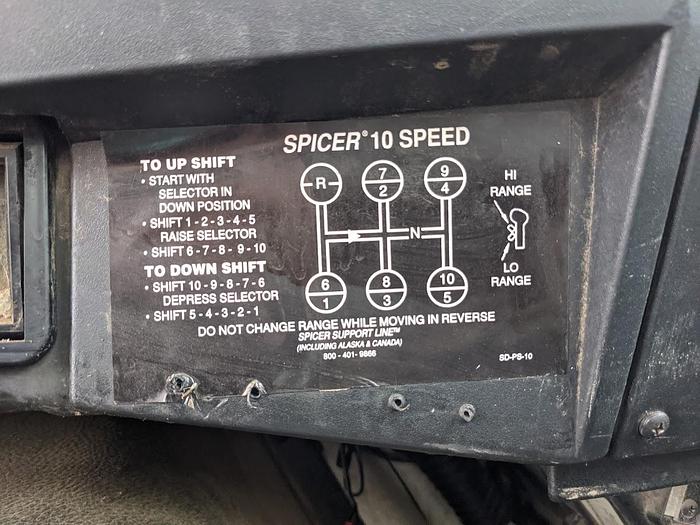 SPICER® 10 SPEED
TO UP SHIFT
• START WITH
SELECTOR IN
DOWN POSITION
• SHIFT 1-2-3-4-5
RAISE SELECTOR
• SHIFT 6-7-8-9-10
TO DOWN SHIFT
• SHIFT 10-9-8-7-6
DEPRESS SELECTOR
• SHIFT 5-4-3-2-1
R
7
2
9
4
N
6
1
8
3
10
5
HI
RANGE
LO
RANGE
DO NOT CHANGE RANGE WHILE MOVING IN REVERSE
SPICER SUPPORT LINE™
(INCLUDING ALASKA & CANADA)
800-401-9866
SD-PS-10